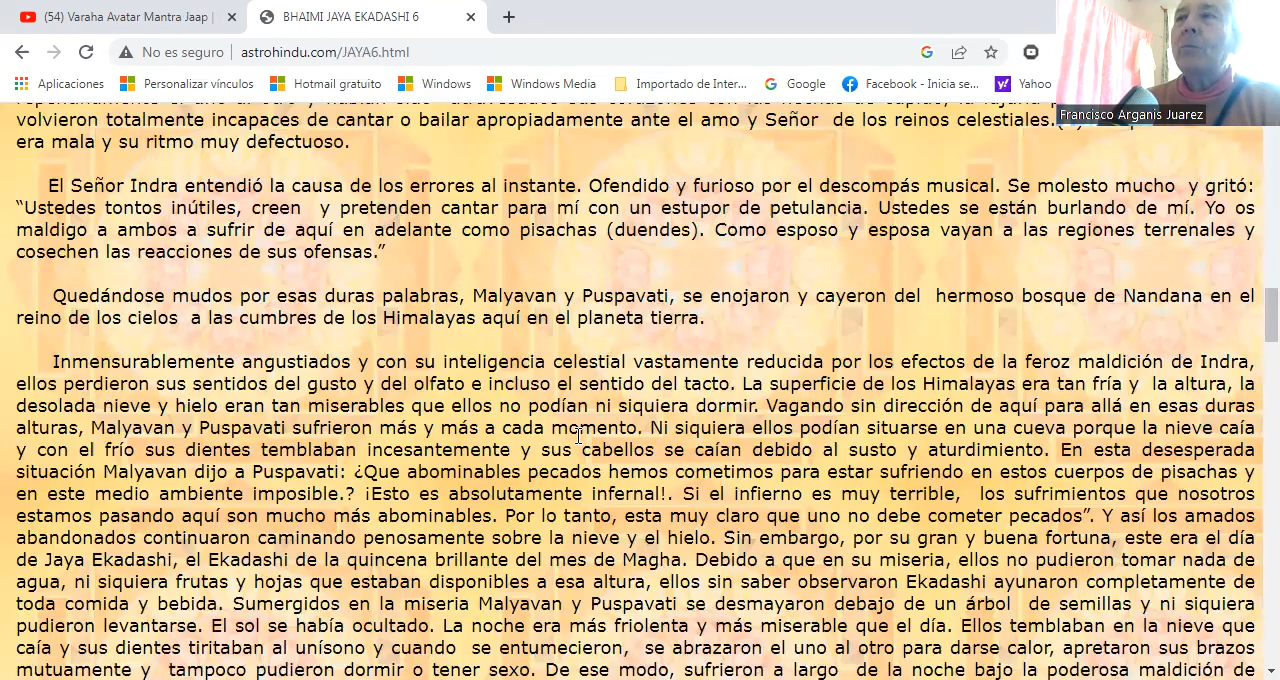 (54) Varaha Avatar Mantra Jaap |
BHAIMI JAYA EKADASHI 6
No es seguro
astrohindu.com/JAYA6.html
Aplicaciones
Personalizar vínculos
Hotmail gratuito
Windows
Windows Media
Importado de Inter...
Google
Facebook - Inicia se...
Yahoo
Francisco Arganis Juarez
volvieron totalmente incapaces de cantar o bailar apropiadamente ante el amo y Señor de los reinos celestiales.
era mala y su ritmo muy defectuoso.
El Señor Indra entendió la causa de los errores al instante. Ofendido y furioso por el descompás musical. Se molesto mucho y gritó:
“Ustedes tontos inútiles, creen y pretenden cantar para mí con un estupor de petulancia. Ustedes se están burlando de mí. Yo os
maldigo a ambos a sufrir de aquí en adelante como pisachas (duendes). Como esposo y esposa vayan a las regiones terrenales y
cosechen las reacciones de sus ofensas.”
Quedándose mudos por esas duras palabras, Malyavan y Puspavati, se enojaron y cayeron del hermoso bosque de Nandana en el
reino de los cielos a las cumbres de los Himalayas aquí en el planeta tierra.
Inmensurablemente angustiados y con su inteligencia celestial vastamente reducida por los efectos de la feroz maldición de Indra,
ellos perdieron sus sentidos del gusto y del olfato e incluso el sentido del tacto. La superficie de los Himalayas era tan fría y la altura, la
desolada nieve y hielo eran tan miserables que ellos no podían ni siquiera dormir. Vagando sin dirección de aquí para allá en esas duras
alturas, Malyavan y Puspavati sufrieron más y más a cada momento. Ni siquiera ellos podían situarse en una cueva porque la nieve caía
y con el frío sus dientes temblaban incesantemente y sus cabellos se caían debido al susto y aturdimiento. En esta desesperada
situación Malyavan dijo a Puspavati: ¿Que abominables pecados hemos cometimos para estar sufriendo en estos cuerpos de pisachas y
en este medio ambiente imposible.? ¡Esto es absolutamente infernal!. Si el infierno es muy terrible, los sufrimientos que nosotros
estamos pasando aquí son mucho más abominables. Por lo tanto, esta muy claro que uno no debe cometer pecados”. Y así los amados
abandonados continuaron caminando penosamente sobre la nieve y el hielo. Sin embargo, por su gran y buena fortuna, este era el día
de Jaya Ekadashi, el Ekadashi de la quincena brillante del mes de Magha. Debido a que en su miseria, ellos no pudieron tomar nada de
agua, ni siquiera frutas y hojas que estaban disponibles a esa altura, ellos sin saber observaron Ekadashi ayunaron completamente de
toda comida y bebida. Sumergidos en la miseria Malyavan y Puspavati se desmayaron debajo de un árbol de semillas y ni siquiera
pudieron levantarse. El sol se había ocultado. La noche era más friolenta y más miserable que el día. Ellos temblaban en la nieve que
caía y sus dientes tiritaban al unísono y cuando se entumecieron, se abrazaron el uno al otro para darse calor, apretaron sus brazos
mutuamente y tampoco pudieron dormir o tener sexo. De ese modo, sufrieron a largo de la noche bajo la poderosa maldición de